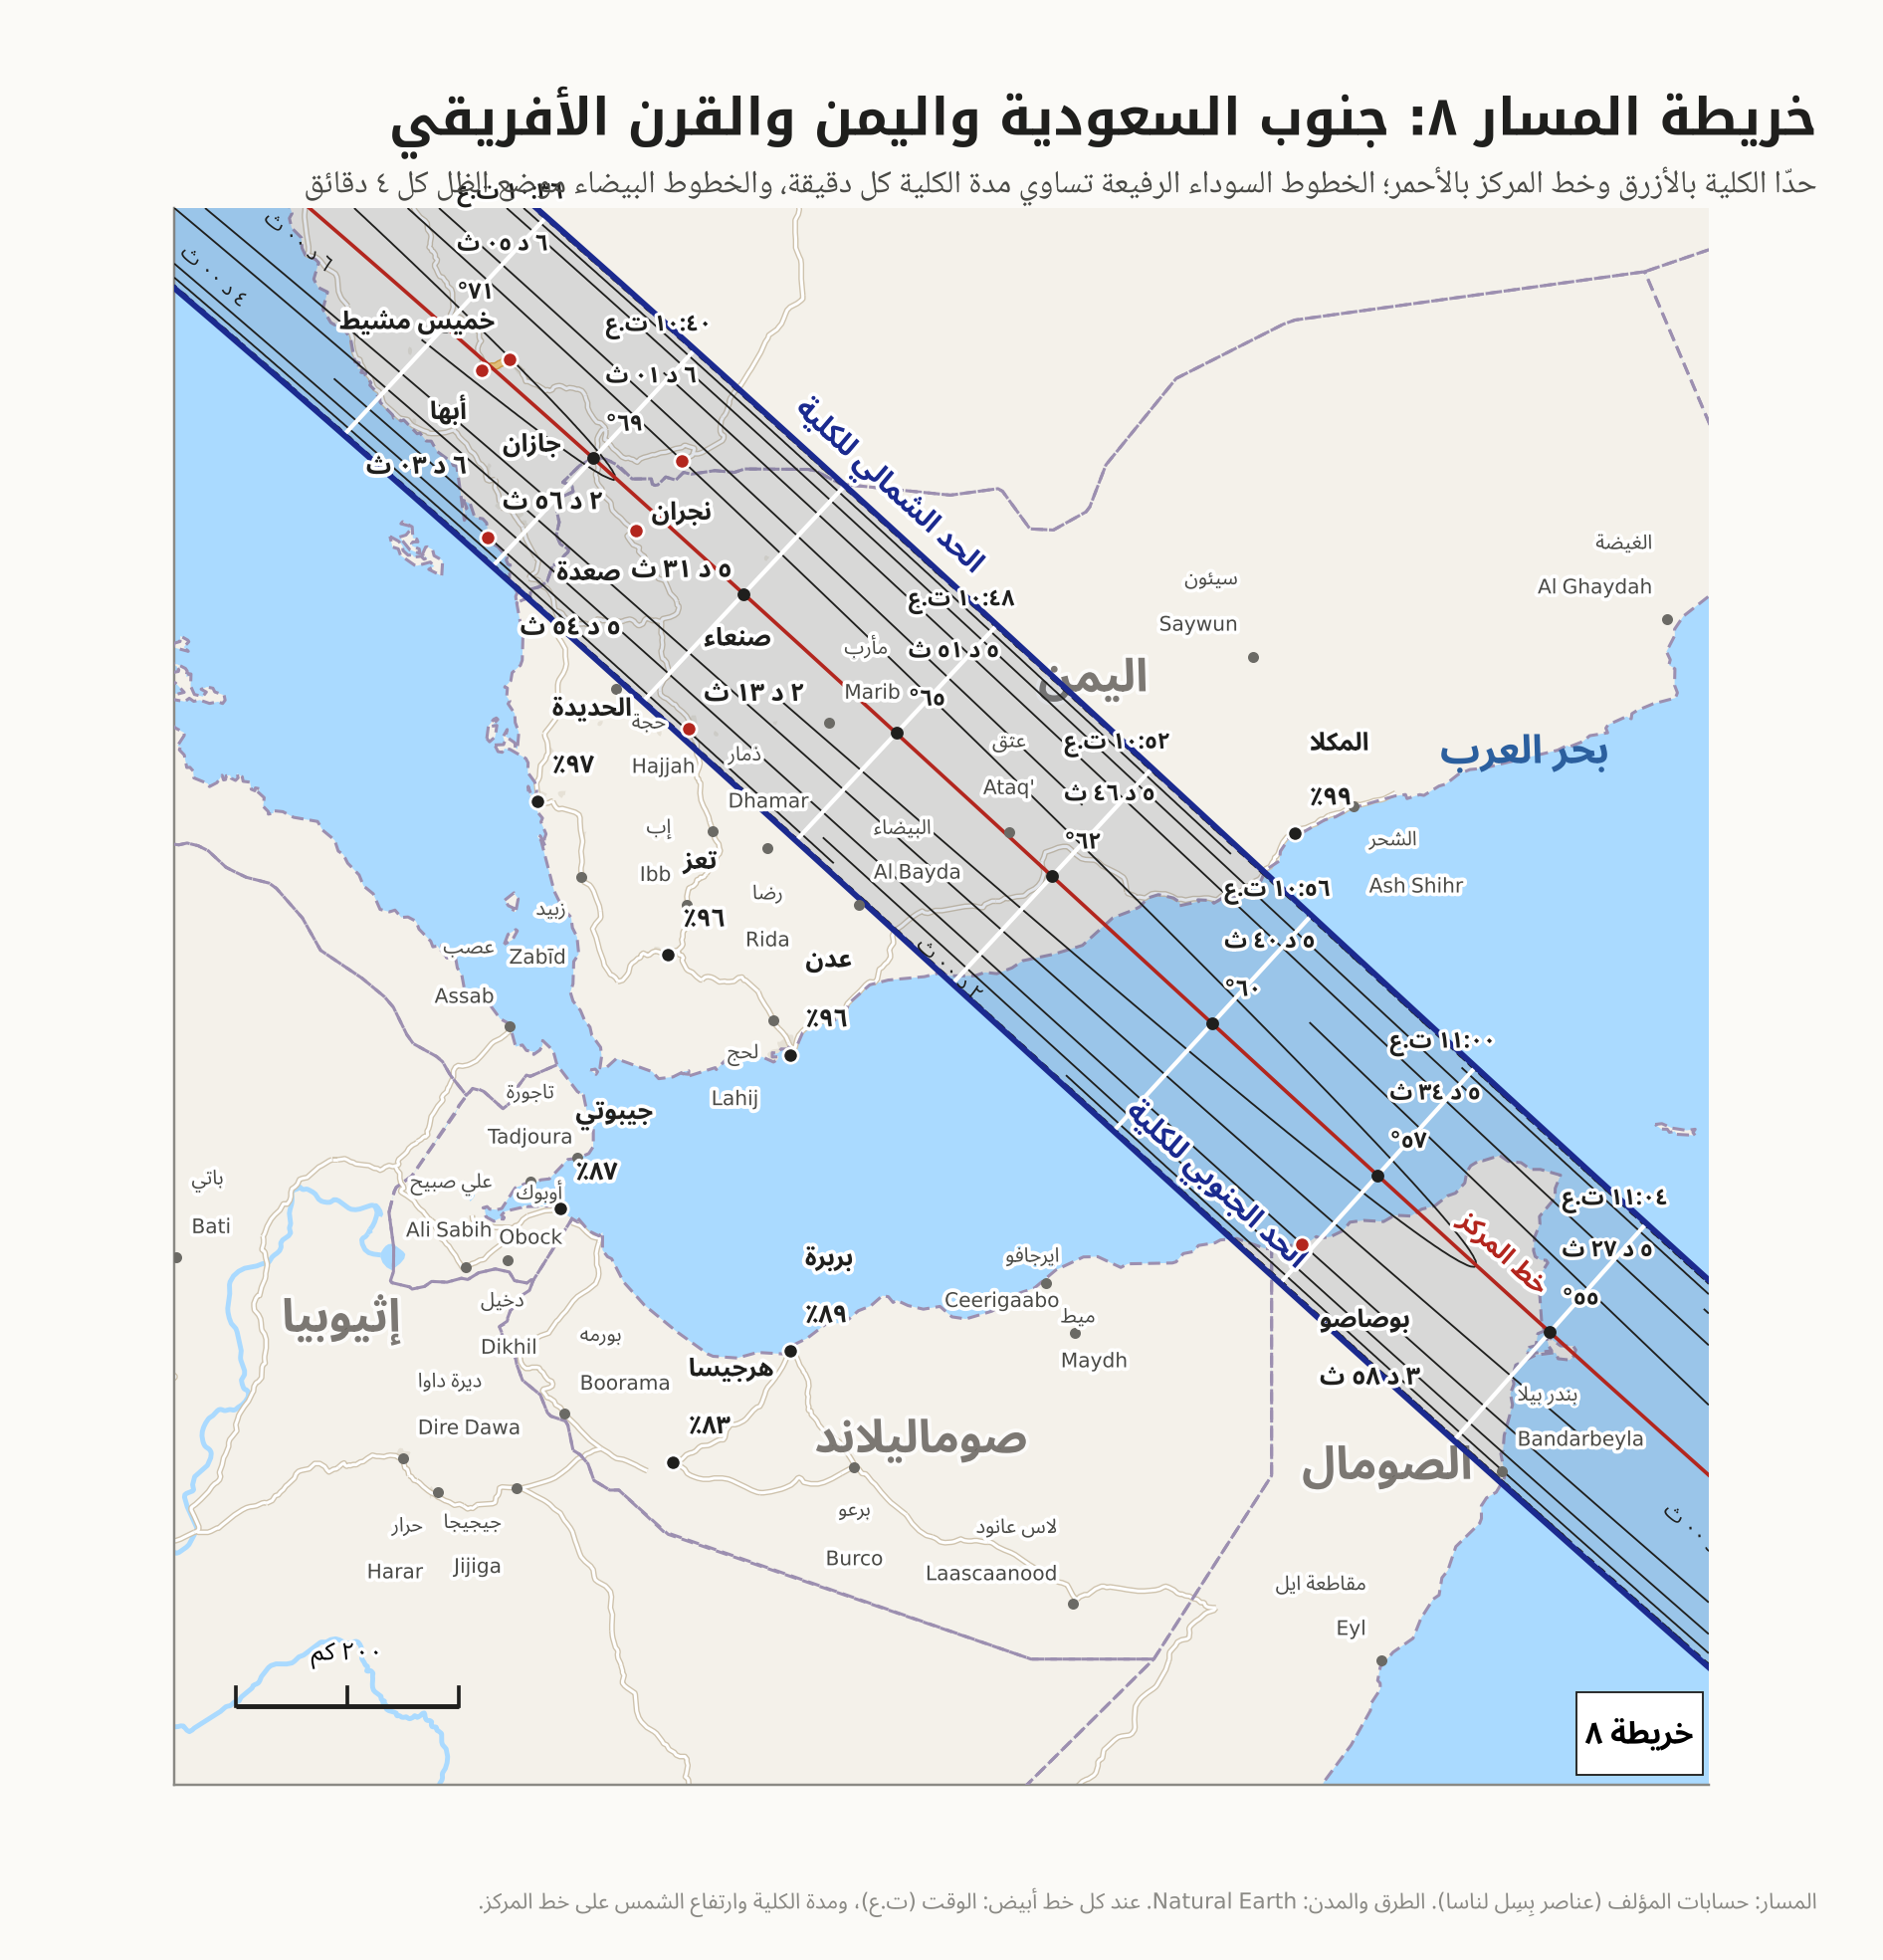 خريطة المسار ٨: جنوب السعودية واليمن والقرن الأفريقي
حدّا الكلية بالأزرق وخط المركز بالأحمر؛ الخطوط السوداء الرفيعة تساوي مدة الكلية كل دقيقة، والخطوط البيضاء موضع الظل كل ٤ دقائق
١٠:٣٦ ت.ع
٦ د ٠٥ ث
٧١°
٦ د ٠٠ ث
٤ د ٠٠ ث
خميس مشيط
١٠:٤٠ ت.ع
٦ د ٠١ ث
٦٩°
أبها
٦ د ٠٣ ث
جازان
٢ د ٥٦ ث
الحد الشمالي للكلية
نجران
٥ د ٣١ ث
صعدة
٥ د ٥٤ ث
صنعاء
٢ د ١٣ ث
١٠:٤٨ ت.ع
٥ د ٥١ ث
٦٥°
مأرب
Marib
سيئون
Saywun
الغيضة
Al Ghaydah
اليمن
بحر العرب
الحديدة
٩٧٪
حجة
Hajjah
ذمار
Dhamar
عتق
Ataq'
١٠:٥٢ ت.ع
٥ د ٤٦ ث
٦٢°
المكلا
٩٩٪
الشحر
Ash Shihr
إب
Ibb
تعز
٩٦٪
البيضاء
Al Bayda
رضا
Rida
١٠:٥٦ ت.ع
٥ د ٤٠ ث
٦٠°
زبيد
Zabīd
عصب
Assab
عدن
٩٦٪
٢ د ٠٠ ث
لحج
Lahij
١١:٠٠ ت.ع
٥ د ٣٤ ث
٥٧°
تاجورة
Tadjoura
جيبوتي
٨٧٪
الحد الجنوبي للكلية
باتي
Bati
علي صبيح
Ali Sabih
أوبوك
Obock
١١:٠٤ ت.ع
٥ د ٢٧ ث
٥٥°
خط المركز
إثيوبيا
دخيل
Dikhil
بربرة
٨٩٪
ايرجافو
Ceerigaabo
ميط
Maydh
بوصاصو
٣ د ٥٨ ث
بورمه
Boorama
هرجيسا
٨٣٪
ديرة داوا
Dire Dawa
صوماليلاند
الصومال
بندر بيلا
Bandarbeyla
حرار
Harar
جيجيجا
Jijiga
برعو
Burco
لاس عانود
Laascaanood
مقاطعة ايل
Eyl
٢٠٠ كم
خريطة ٨
المسار: حسابات المؤلف (عناصر بِسِل لناسا). الطرق والمدن: Natural Earth. عند كل خط أبيض: الوقت (ت.ع)، ومدة الكلية وارتفاع الشمس على خط المركز.